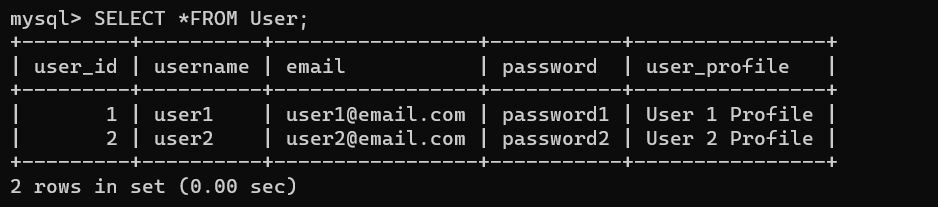 mysql> SELECT *FROM User;
+---------+----------+-----------------+-----------+----------------+
| user_id | username | email           | password  | user_profile   |
+---------+----------+-----------------+-----------+----------------+
|       1 | user1    | user1@email.com | password1 | User 1 Profile |
|       2 | user2    | user2@email.com | password2 | User 2 Profile |
+---------+----------+-----------------+-----------+----------------+
2 rows in set (0.00 sec)